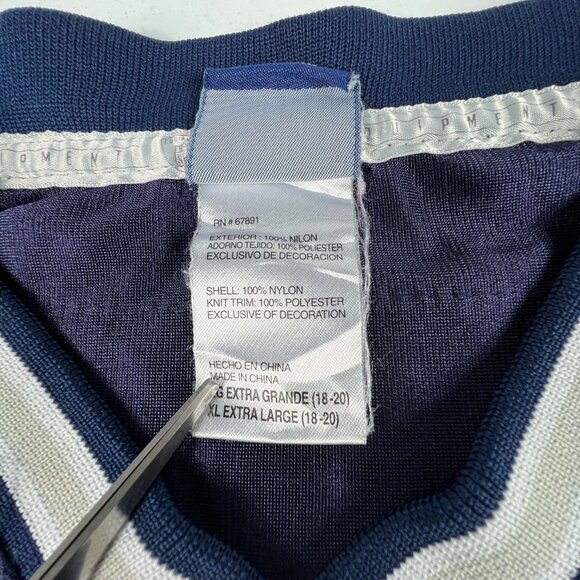 EQUIPMENT
RN # 67891
EXTERIOR : 100% NILON
ADORNO TEJIDO: 100% POLIESTER
EXCLUSIVO DE DECORACION
SHELL: 100% NYLON
KNIT TRIM: 100% POLYESTER
EXCLUSIVE OF DECORATION
HECHO EN CHINA
MADE IN CHINA
EXTRA GRANDE (18-20)
XL EXTRA LARGE (18-20)